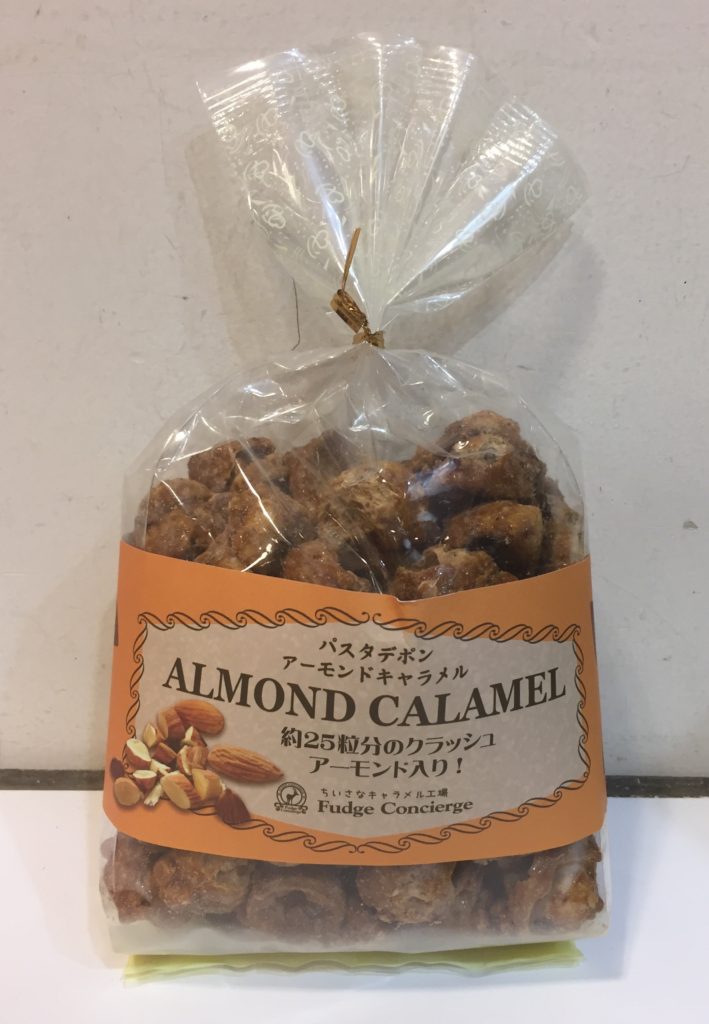 パスタデポン
アーモンドキャラメル
ALMOND CALAMEL
約25粒分のクラッシュ
アーモンド入り!
ちいさなキャラメル工場
Fudge Concierge